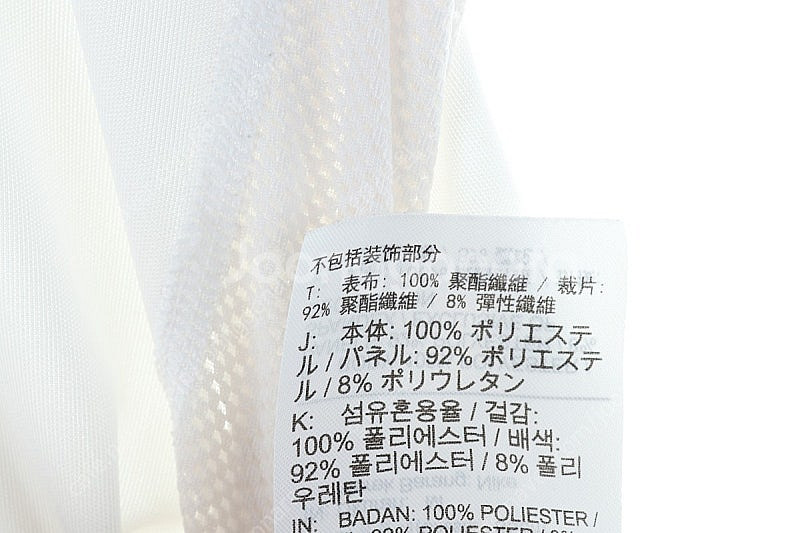 不包括装饰部分
T: 表布: 100% 聚酯纖維 / 裁片:
92% 聚酯纖維 / 8% 彈性纖維
J: 本体: 100% ポリエステ
ル / パネル: 92% ポリエステ
ル / 8% ポリウレタン
K: 섬유혼용율 / 겉감:
100% 폴리에스터 / 배색:
92% 폴리에스터 / 8% 폴리
우레탄
IN: BADAN: 100% POLIESTER /